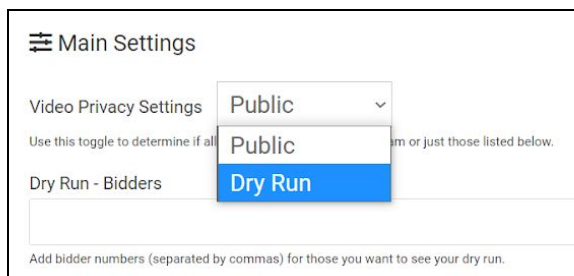 Main Settings
Video Privacy Settings Public
Use this toggle to determine if all am or just those listed below.
Public
Dry Run - Bidders Dry Run
Add bidder numbers (separated by commas) for those you want to see your dry run.